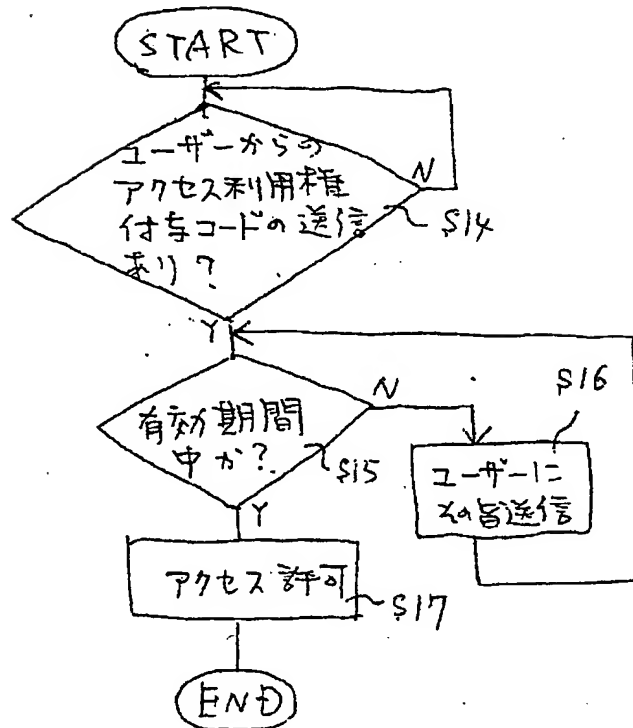 START
ユーザーからの
アクセス利用権
付与コードの送信
あり?
N
S14
Y
有効期間
中か?
N
S15
S16
ユーザーに
その旨送信
Y
アクセス許可
S17
END